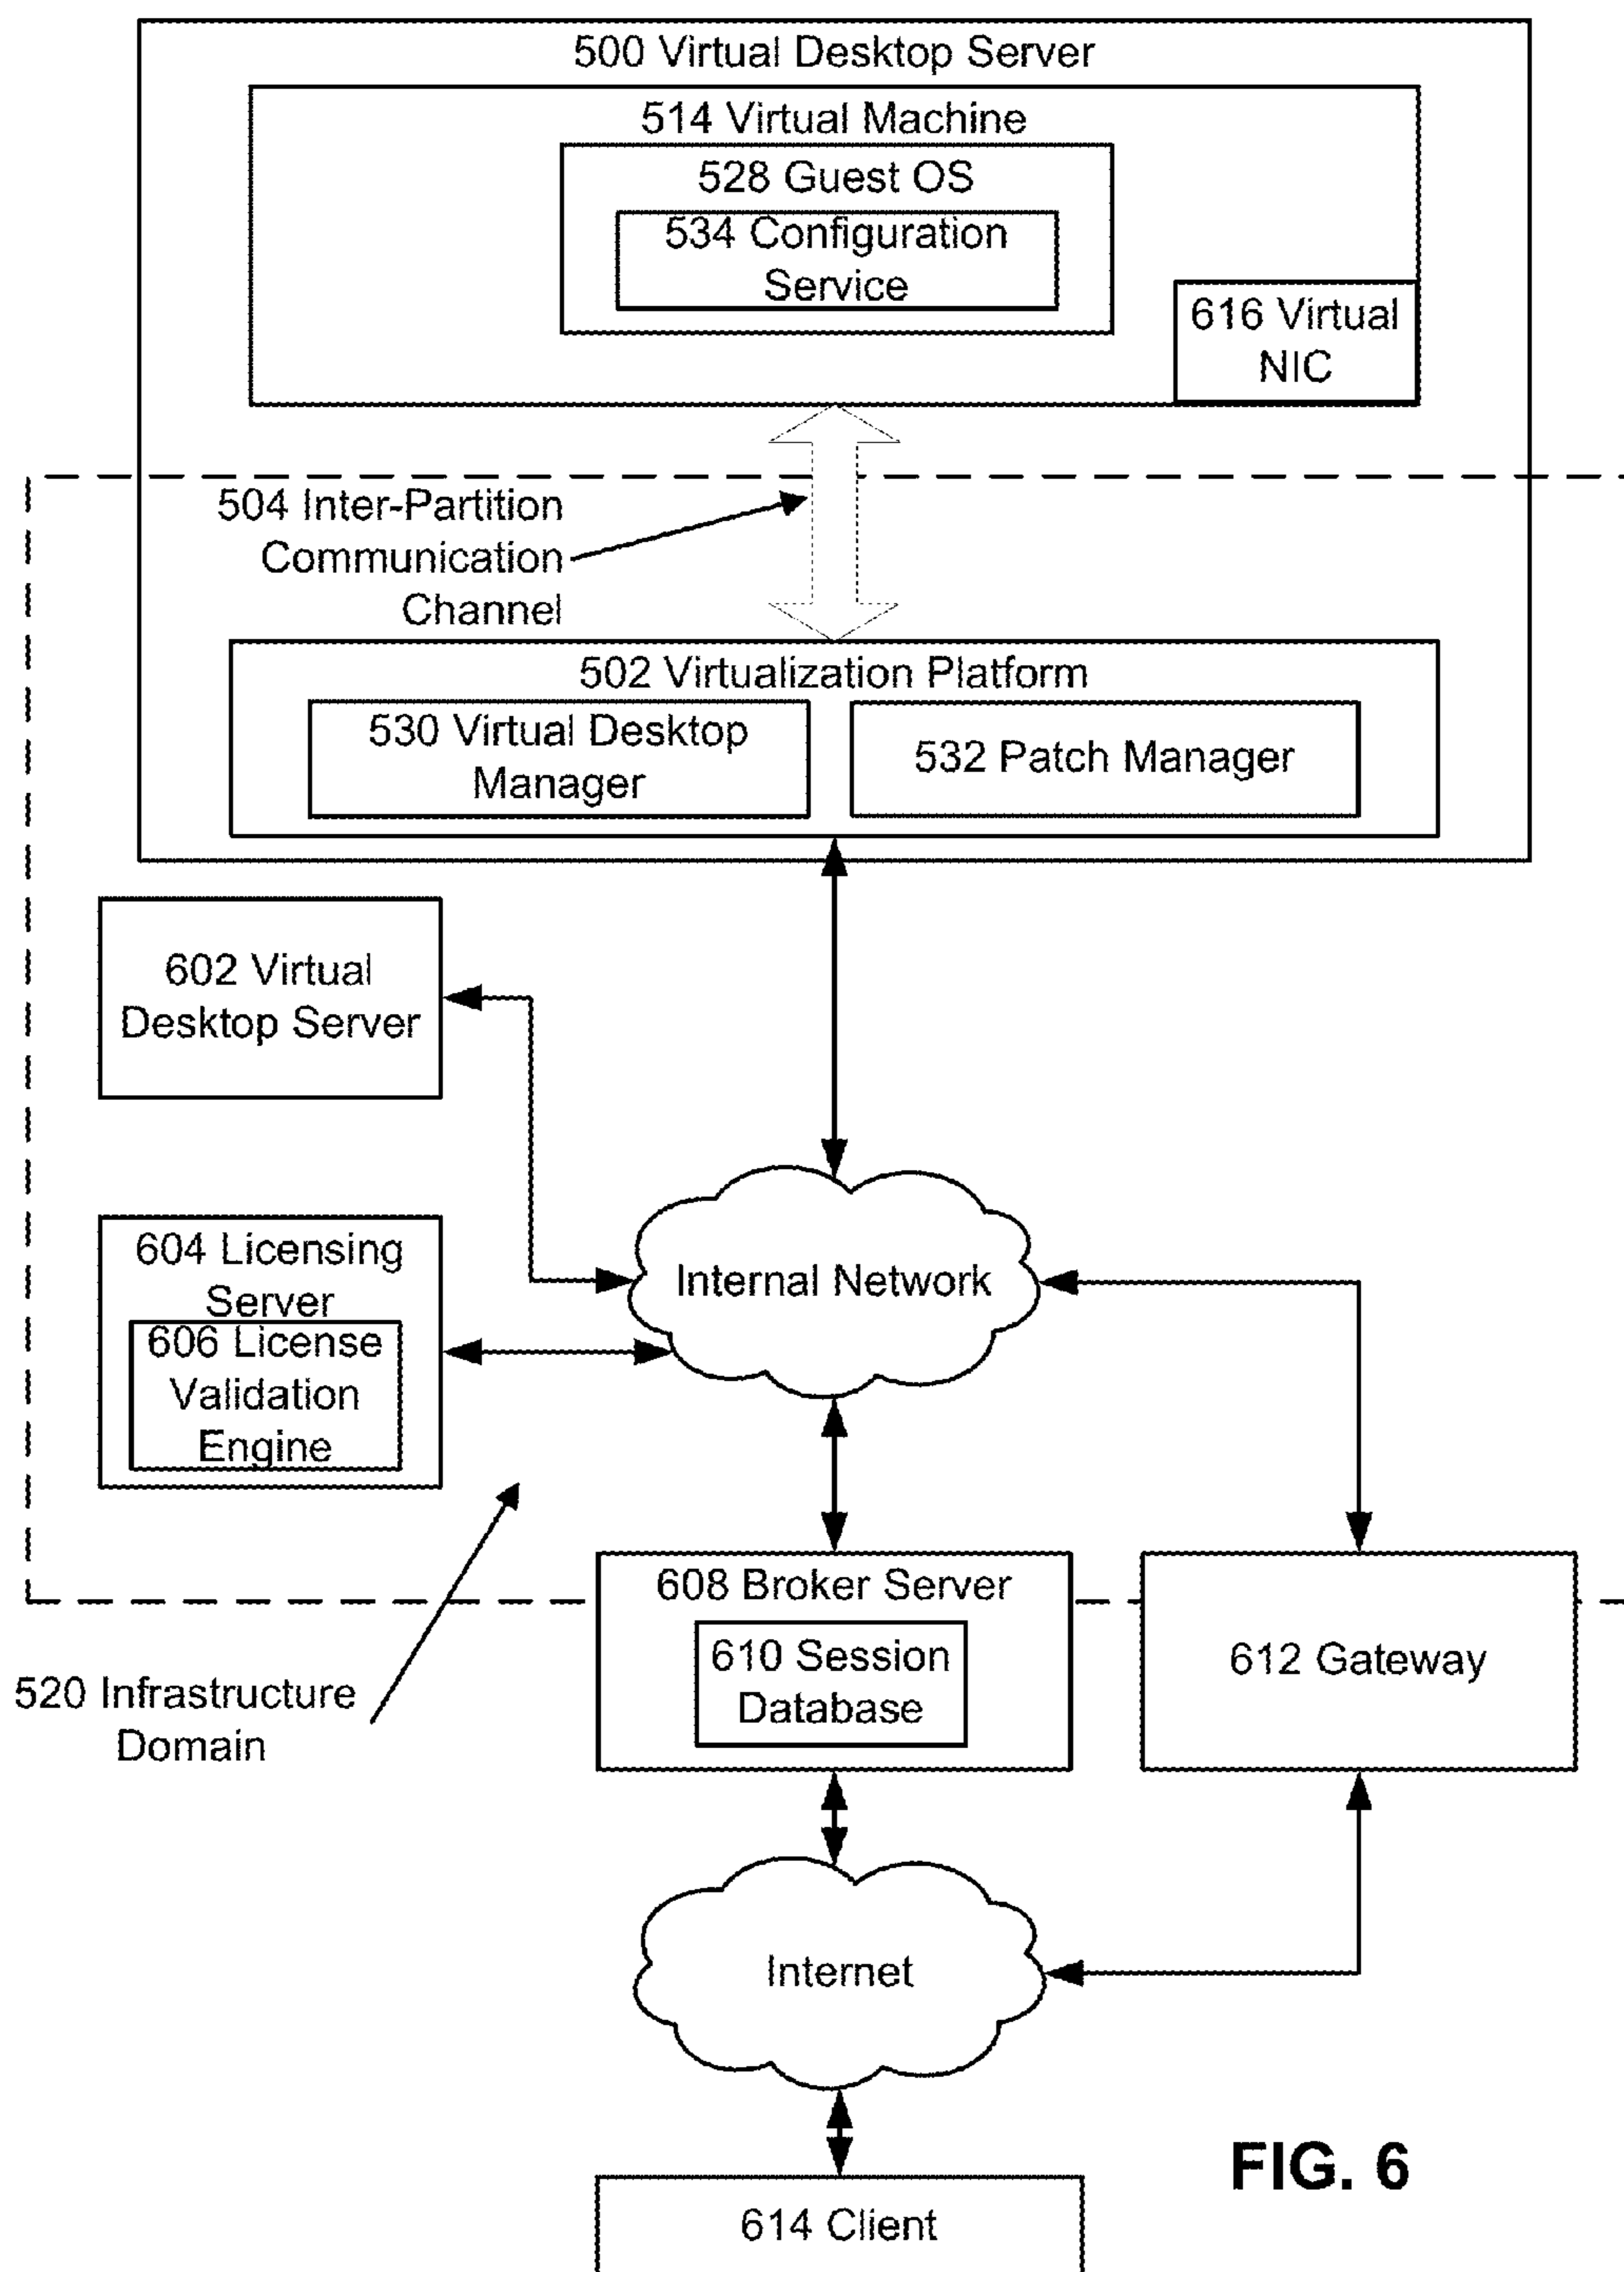 500 Virtual Desktop Server
514 Virtual Machine
528 Guest OS
534 Configuration
Service
616 Virtual
NIC
504 Inter-Partition
Communication
Channel
502 Virtualization Platform
530 Virtual Desktop
Manager
532 Patch Manager
602 Virtual
Desktop Server
604 Licensing
Server
606 License
Validation
Engine
Internal Network
608 Broker Server
610 Session
Database
612 Gateway
520 Infrastructure
Domain
Internet
FIG. 6
614 Client